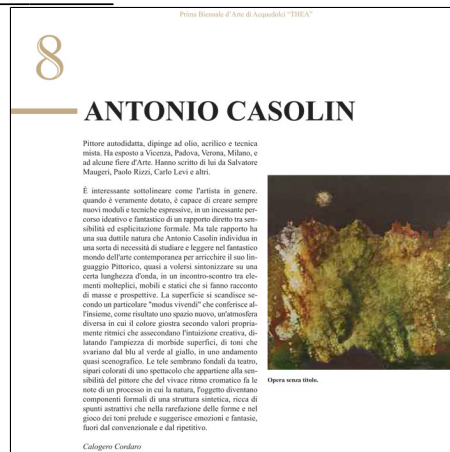 Prima Biennale d'Arte di Acquedolci "THEA"
8
ANTONIO CASOLIN
Pittore autodidatta, dipinge ad olio, acrilico e tecnica
mista. Ha esposto a Vicenza, Padova, Verona, Milano, e
ad alcune fiere d'Arte. Hanno scritto di lui da Salvatore
Maugeri, Paolo Rizzi, Carlo Levi e altri.
È interessante sottolineare come l'artista in genere.
quando è veramente dotato, è capace di creare sempre
nuovi moduli e tecniche espressive, in un incessante per-
corso ideativo e fantastico di un rapporto diretto tra sen-
sibilità ed esplicitazione formale. Ma tale rapporto ha
una sua duttile natura che Antonio Casolin individua in
una sorta di necessità di studiare e leggere nel fantastico
mondo dell'arte contemporanea per arricchire il suo lin-
guaggio Pittorico, quasi a volersi sintonizzare su una
certa lunghezza d'onda, in un incontro-scontro tra ele-
menti molteplici, mobili e statici che si fanno racconto
di masse e prospettive. La superficie si scandisce se-
condo un particolare "modus vivendi" che conferisce al-
l'insieme, come risultato uno spazio nuovo, un'atmosfera
diversa in cui il colore giostra secondo valori propria-
mente ritmici che assecondano l'intuizione creativa, di-
latando l'ampiezza di morbide superfici, di toni che
svariano dal blu al verde al giallo, in uno andamento
quasi scenografico. Le tele sembrano fondali da teatro,
sipari colorati di uno spettacolo che appartiene alla sen-
sibilità del pittore che del vivace ritmo cromatico fa le
note di un processo in cui la natura, l'oggetto diventano
componenti formali di una struttura sintetica, ricca di
spunti astrattivi che nella rarefazione delle forme e nel
gioco dei toni prelude e suggerisce emozioni e fantasie,
fuori dal convenzionale e dal ripetitivo.
Calogero Cordaro
Opera senza titolo.